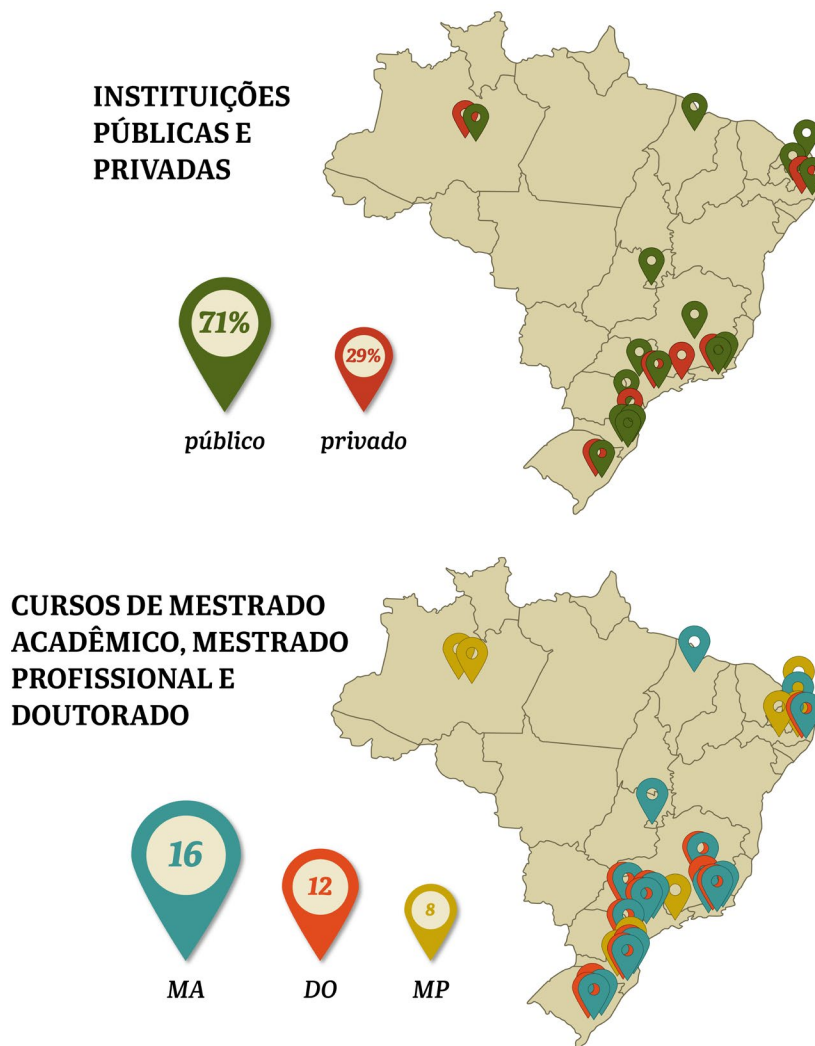 INSTITUIÇÕES
PÚBLICAS E
PRIVADAS
71%
29%
público
privado
CURSOS DE MESTRADO
ACADÊMICO, MESTRADO
PROFISSIONAL E
DOUTORADO
16
12
8
MA
DO
MP